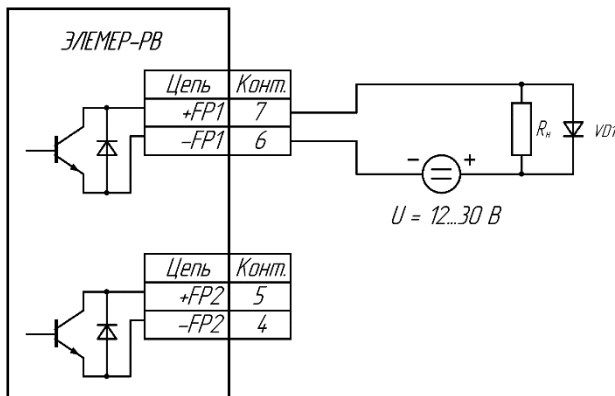 ЭЛЕМЕР-РВ
Цепь Конт.
+FP1 7
-FP1 6
Rн
VD1
- +
U = 12...30 В
Цепь Конт.
+FP2 5
-FP2 4